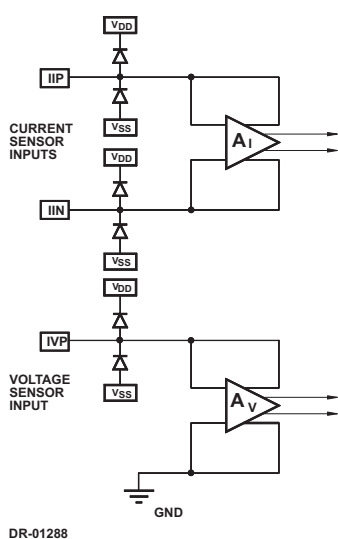 VDD
IIP
CURRENT
SENSOR
INPUTS
VSS
VDD
AI
IIN
VSS
VDD
IVP
VOLTAGE
SENSOR
INPUT
VSS
AV
GND
DR-01288